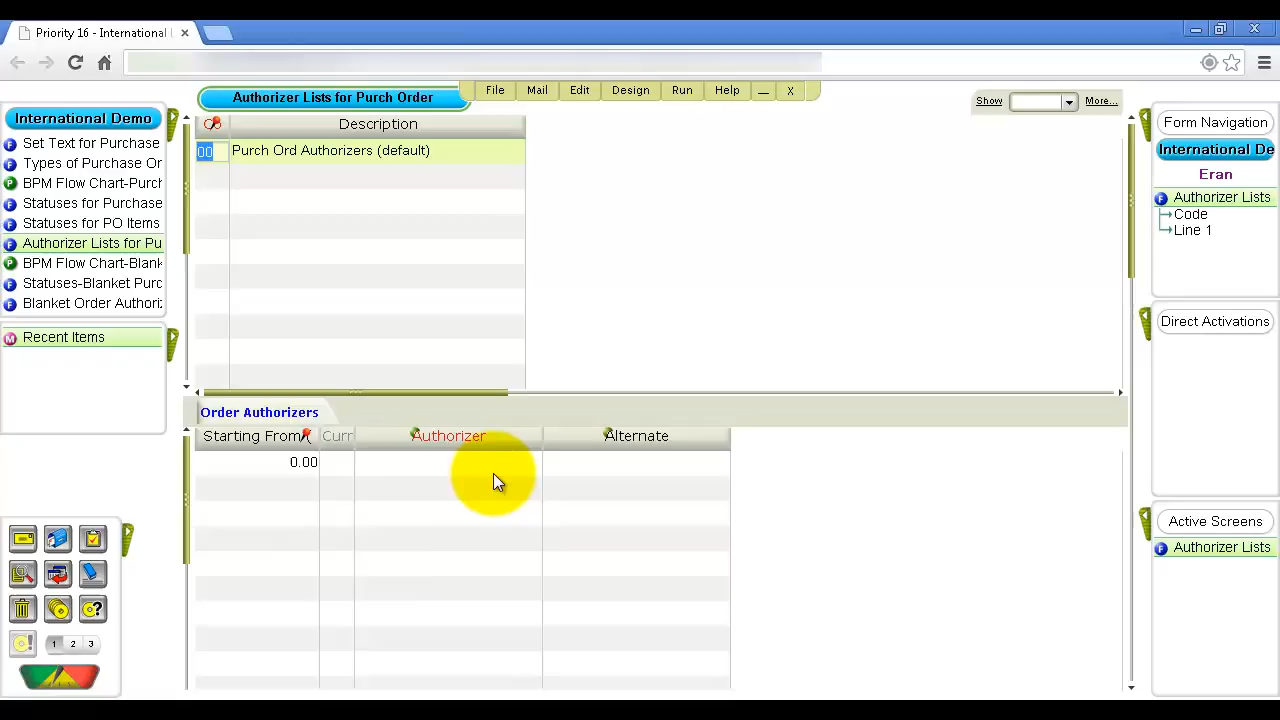 Priority 16 - International I
Authorizer Lists for Purch Order
File
Mail
Edit
Design
Run
Help
X
Show
More...
International Demo
Set Text for Purchase
Types of Purchase Or
BPM Flow Chart-Purch
Statuses for Purchase
Statuses for PO Items
Authorizer Lists for Pu
BPM Flow Chart-Blank
Statuses-Blanket Purc
Blanket Order Authori
Recent Items
1 2 3
Description
00 Purch Ord Authorizers (default)
Order Authorizers
Starting From Curr Authorizer Alternate
0.00
Form Navigation
International De
Eran
Authorizer Lists
Code
Line 1
Direct Activations
Active Screens
Authorizer Lists